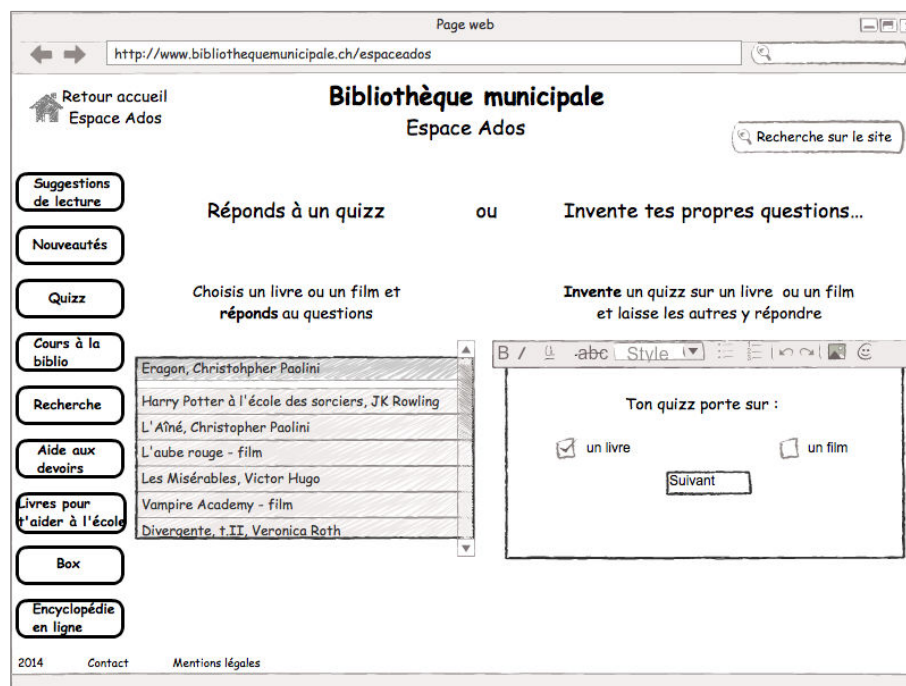 Page web
http://www.bibliothequemunicipale.ch/espaceados
Retour accueil
Espace Ados
Bibliothèque municipale
Espace Ados
Recherche sur le site
Suggestions
de lecture
Nouveautés
Quizz
Cours à la
biblio
Recherche
Aide aux
devoirs
Livres pour
t'aider à l'école
Box
Encyclopédie
en ligne
Réponds à un quizz
ou
Invente tes propres questions...
Choisis un livre ou un film et
réponds au questions
Eragon, Christohpher Paolini
Harry Potter à l'école des sorciers, JK Rowling
L'Aîné, Christopher Paolini
L'aube rouge - film
Les Misérables, Victor Hugo
Vampire Academy - film
Divergente, t.II, Veronica Roth
Invente un quizz sur un livre ou un film
et laisse les autres y répondre
B I U abc Style
Ton quizz porte sur :
un livre
un film
Suivant
2014 Contact Mentions légales